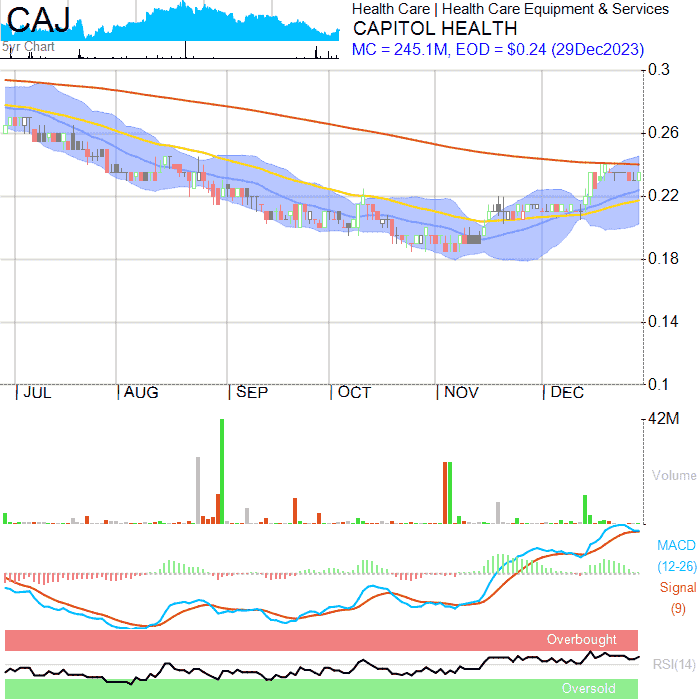 CAJ
5yr Chart
Health Care | Health Care Equipment & Services
CAPITOL HEALTH
MC = 245.1M, EOD = $0.24 (29Dec2023)
0.3
0.26
0.22
0.18
0.14
0.1
JUL AUG SEP OCT NOV DEC
42M
Volume
MACD
(12-26)
Signal
(9)
Overbought
RSI(14)
Oversold